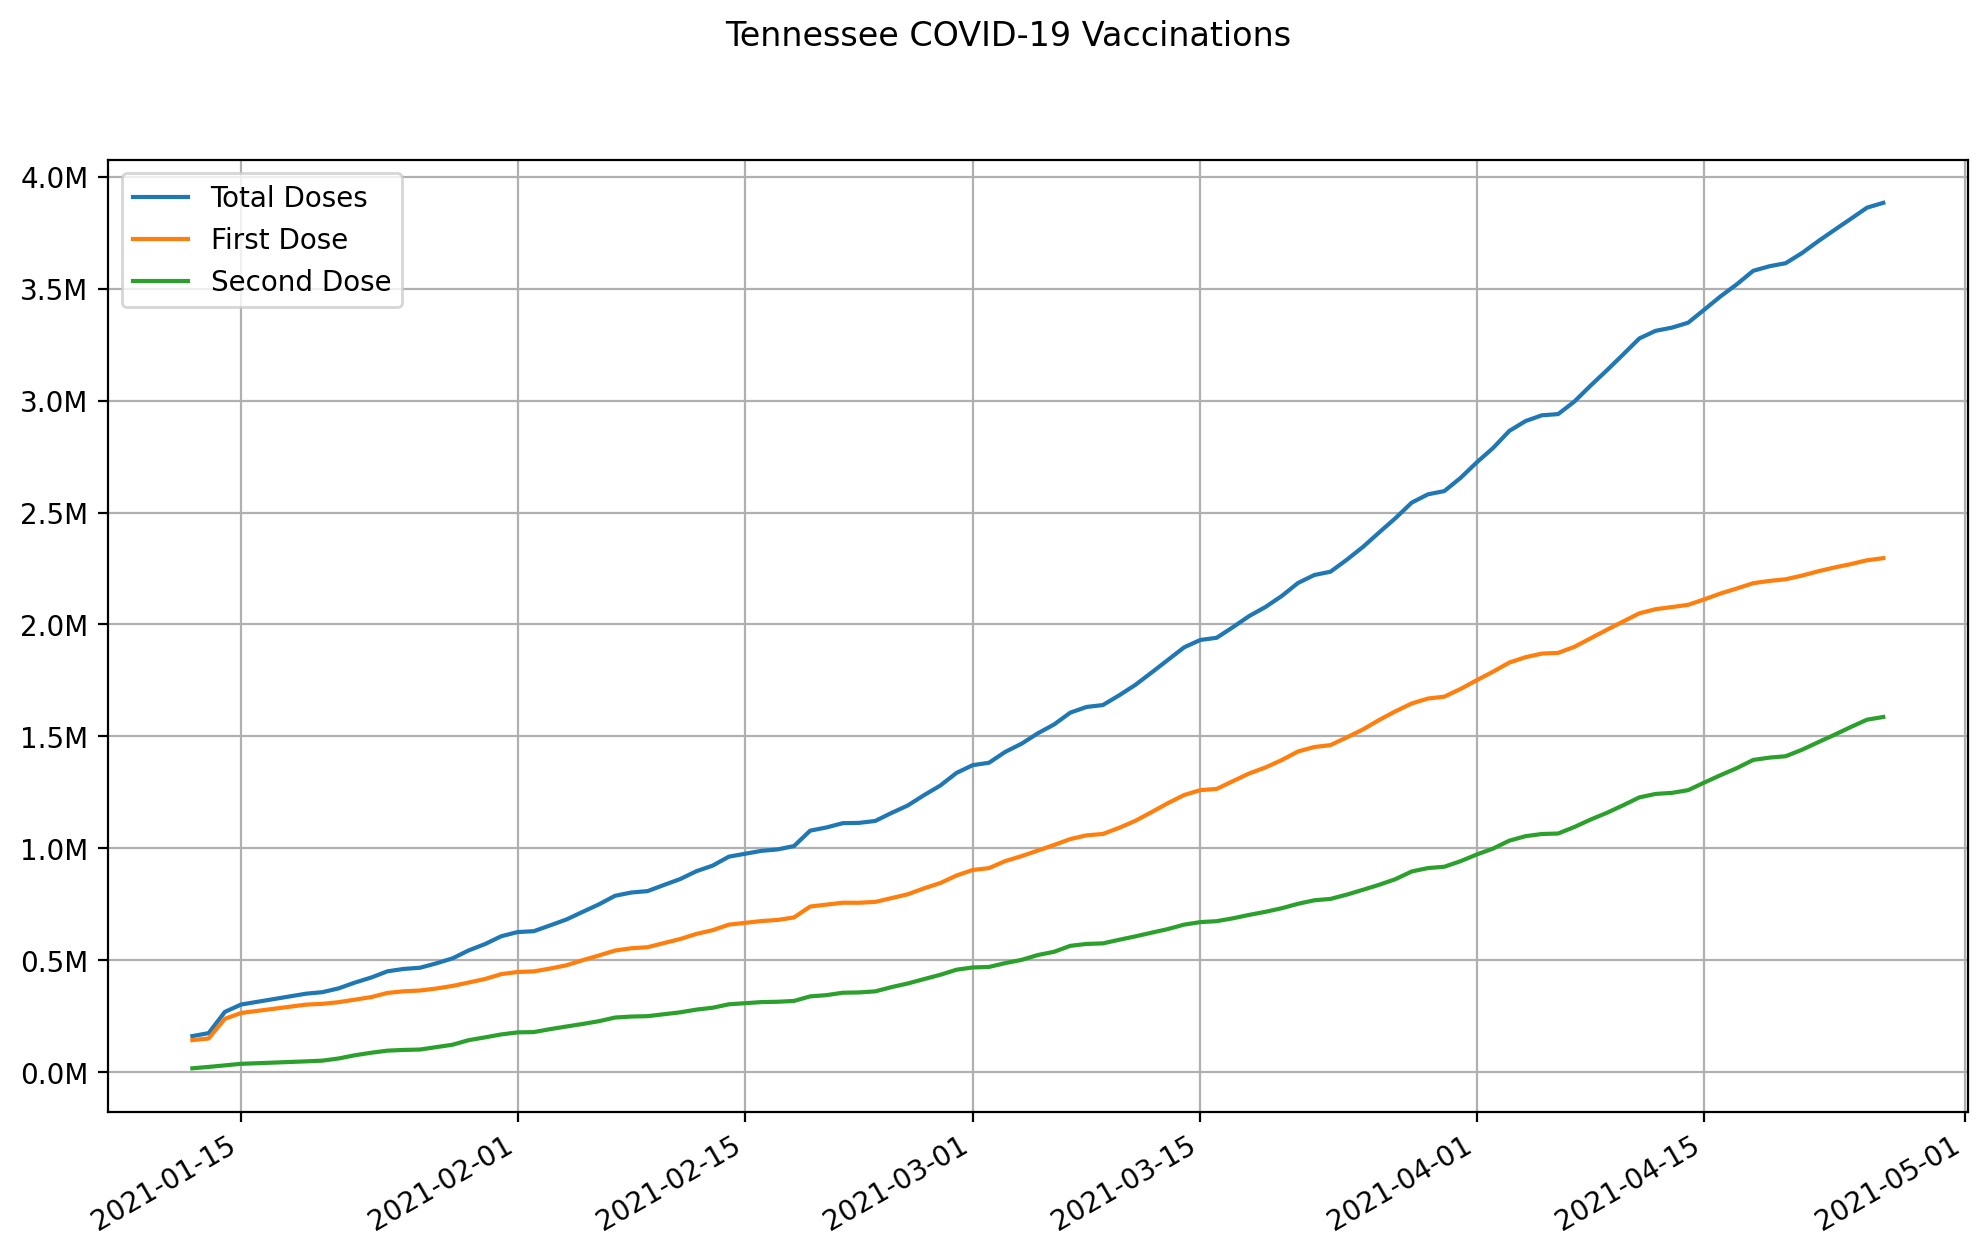 Tennessee COVID-19 Vaccinations
4.0M
3.5M
3.0M
2.5M
2.0M
1.5M
1.0M
0.5M
0.0M
Total Doses
First Dose
Second Dose
2021-01-15
2021-02-01
2021-02-15
2021-03-01
2021-03-15
2021-04-01
2021-04-15
2021-05-01